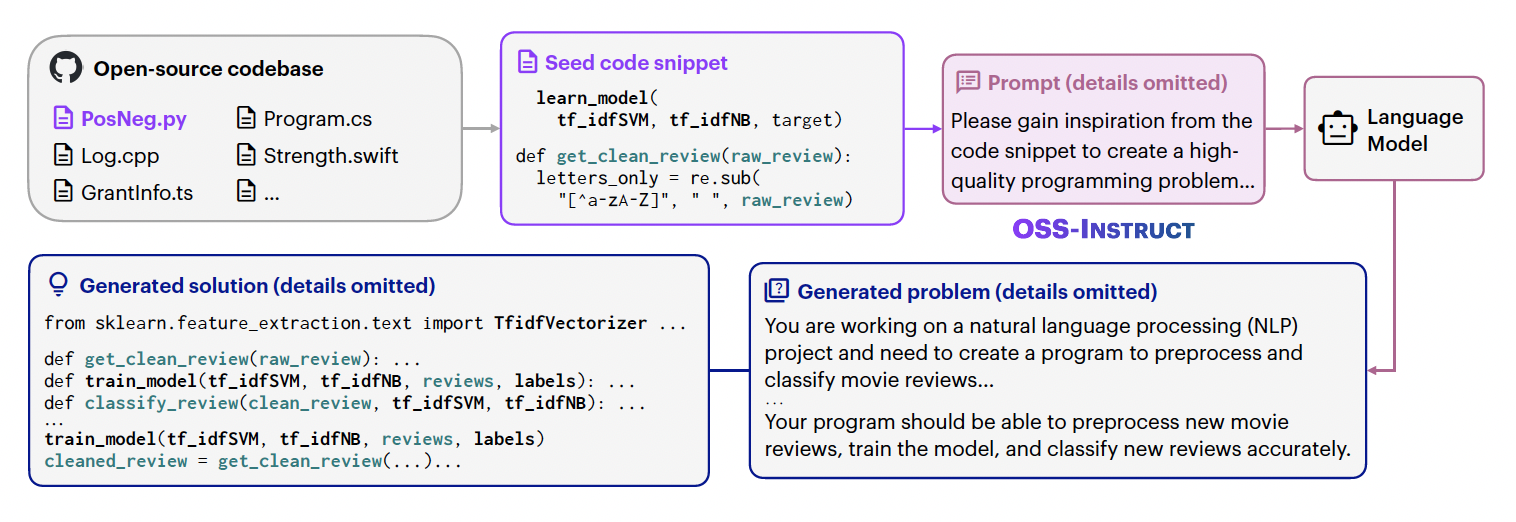 Open-source codebase
PosNeg.py
Program.cs
Log.cpp
Strength.swift
GrantInfo.ts
...
Seed code snippet
learn_model(
tf_idfSVM, tf_idfNB, target)
def get_clean_review(raw_review):
letters_only = re.sub(
"[^a-zA-Z]", " ", raw_review)
Prompt (details omitted)
Please gain inspiration from the
code snippet to create a high-
quality programming problem...
OSS-INSTRUCT
Language
Model
Generated problem (details omitted)
You are working on a natural language processing (NLP)
project and need to create a program to preprocess and
classify movie reviews...
...
Your program should be able to preprocess new movie
reviews, train the model, and classify new reviews accurately.
Generated solution (details omitted)
from sklearn.feature_extraction.text import TfidfVectorizer ...
def get_clean_review(raw_review): ...
def train_model(tf_idfSVM, tf_idfNB, reviews, labels): ...
def classify_review(clean_review, tf_idfSVM, tf_idfNB): ...
...
train_model(tf_idfSVM, tf_idfNB, reviews, labels)
cleaned_review = get_clean_review(...)...